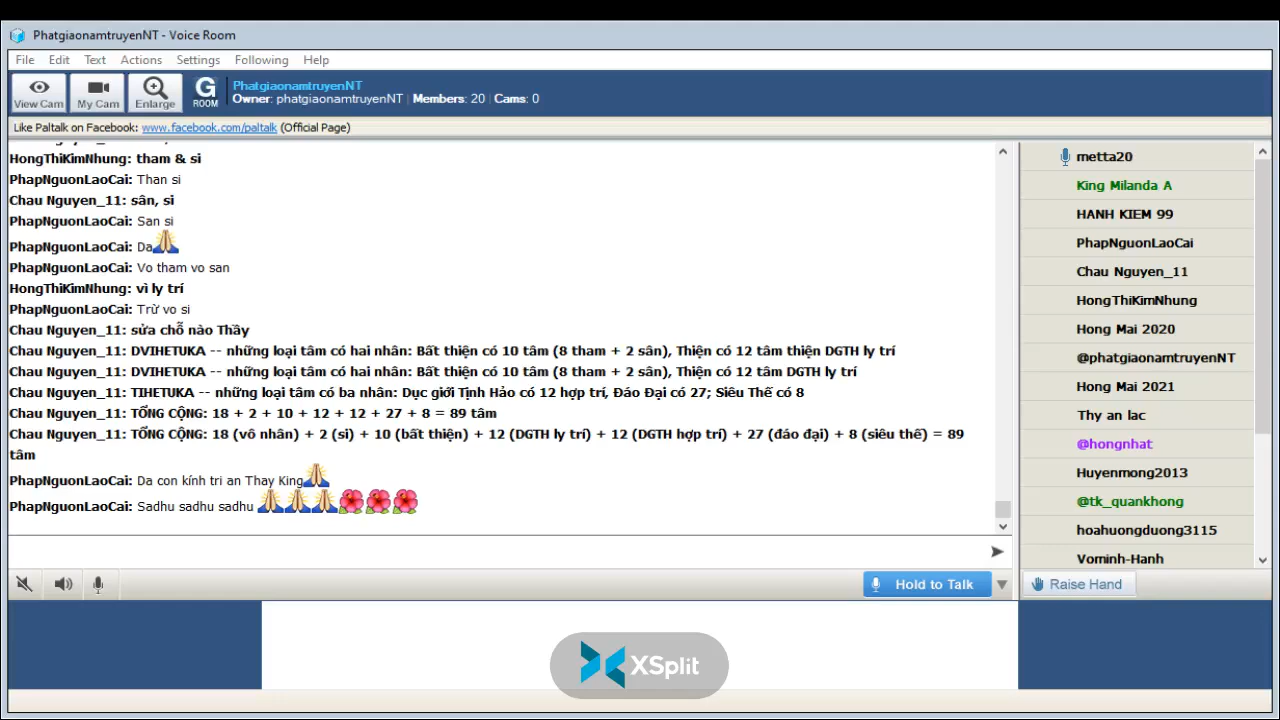 PhatgiaonamtruyenNT - Voice Room
File Edit Text Actions Settings Following Help
View Cam
My Cam
Enlarge
G
ROOM
PhatgiaonamtruyenNT
Owner: phatgiaonamtruyenNT | Members: 20 | Cams: 0
Like Paltalk on Facebook: www.facebook.com/paltalk (Official Page)
HongThiKimNhung: tham & si
PhapNguonLaoCai: Than si
Chau Nguyen_11: sân, si
PhapNguonLaoCai: San si
PhapNguonLaoCai: Da🙏
PhapNguonLaoCai: Vo tham vo san
HongThiKimNhung: vì ly trí
PhapNguonLaoCai: Trừ vo si
Chau Nguyen_11: sửa chỗ nào Thầy
Chau Nguyen_11: DVIHETUKA -- những loại tâm có hai nhân: Bất thiện có 10 tâm (8 tham + 2 sân), Thiện có 12 tâm thiện DGTH ly trí
Chau Nguyen_11: DVIHETUKA -- những loại tâm có hai nhân: Bất thiện có 10 tâm (8 tham + 2 sân), Thiện có 12 tâm DGTH ly trí
Chau Nguyen_11: TIHETUKA -- những loại tâm có ba nhân: Dục giới Tịnh Hảo có 12 hợp trí, Đáo Đại có 27; Siêu Thế có 8
Chau Nguyen_11: TỔNG CỘNG: 18 + 2 + 10 + 12 + 12 + 27 + 8 = 89 tâm
Chau Nguyen_11: TỔNG CỘNG: 18 (vô nhân) + 2 (si) + 10 (bất thiện) + 12 (DGTH ly trí) + 12 (DGTH hợp trí) + 27 (đáo đại) + 8 (siêu thế) = 89
tâm
PhapNguonLaoCai: Da con kính tri an Thay King🙏
PhapNguonLaoCai: Sadhu sadhu sadhu 🙏🙏🙏🌺🌺🌺
metta20
King Milanda A
HANH KIEM 99
PhapNguonLaoCai
Chau Nguyen_11
HongThiKimNhung
Hong Mai 2020
@phatgiaonamtruyenNT
Hong Mai 2021
Thy an lac
@hongnhat
Huyenmong2013
@tk_quankhong
hoahuongduong3115
Vominh-Hanh
Hold to Talk
Raise Hand
XSplit